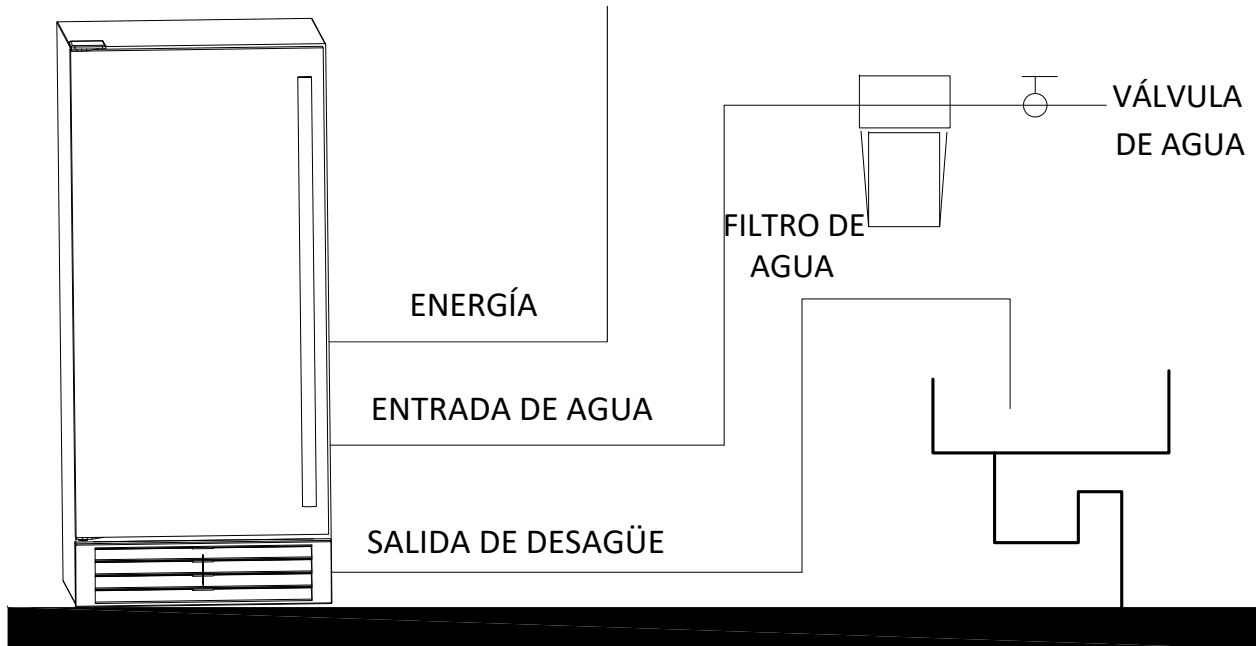 VÁLVULA
DE AGUA
FILTRO DE
AGUA
ENERGÍA
ENTRADA DE AGUA
SALIDA DE DESAGÜE